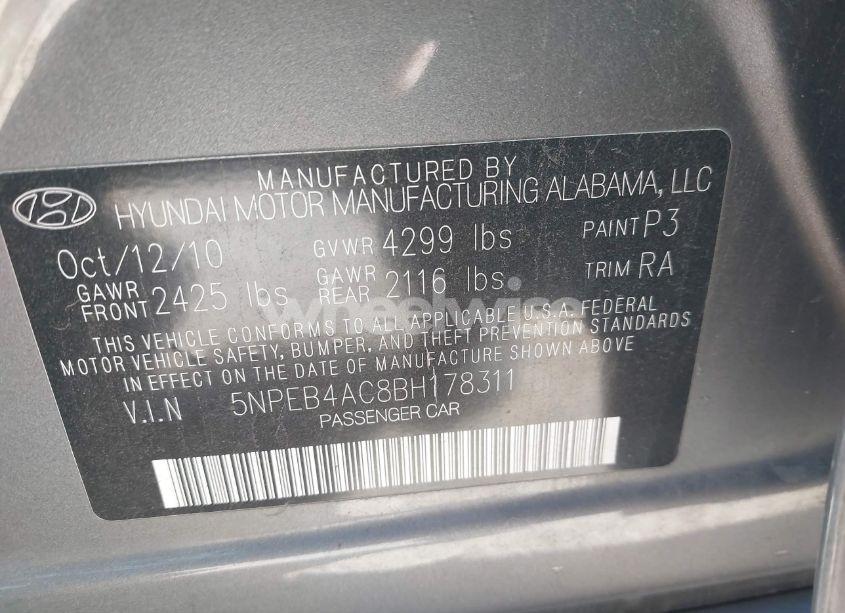 MANUFACTURED BY
HYUNDAI MOTOR MANUFACTURING ALABAMA, LLC
Oct/12/10 GVWR 4299 lbs PAINT P3
GAWR FRONT 2425 lbs GAWR REAR 2116 lbs TRIM RA
THIS VEHICLE CONFORMS TO ALL APPLICABLE U.S.A. FEDERAL
MOTOR VEHICLE SAFETY, BUMPER, AND THEFT PREVENTION STANDARDS
IN EFFECT ON THE DATE OF MANUFACTURE SHOWN ABOVE
V.I.N 5NPEB4AC8BH178311
PASSENGER CAR
wheelwise